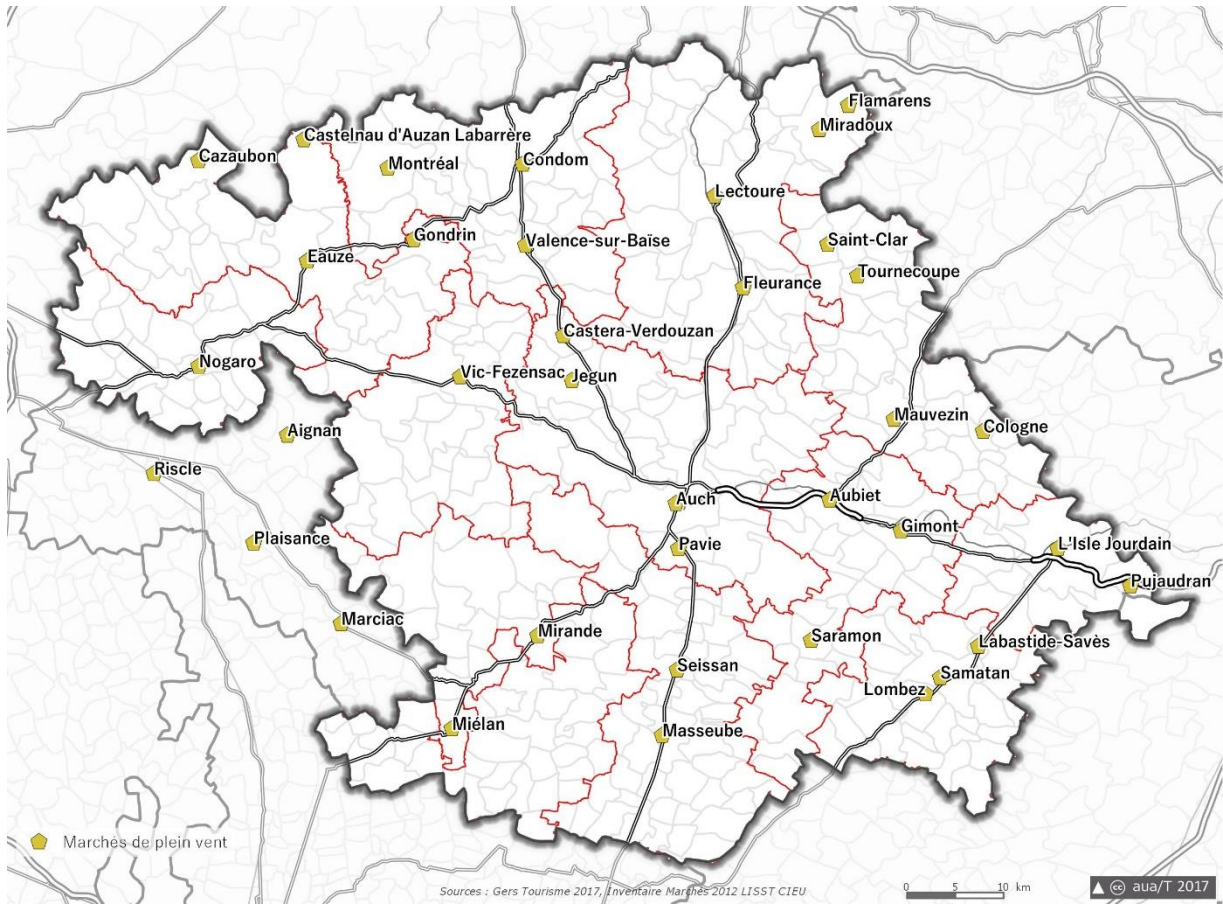 Flamarens
Miradoux
Castelnau d'Auzan Labarrère
Cazaubon
Montréal
Condom
Lectoure
Gondrin
Valence-sur-Baïse
Saint-Clar
Eauze
Tournecoupe
Fleurance
Castera-Verdouzan
Nogaro
Vic-Fezensac
Jegun
Mauvezin
Cologne
Aignan
Riscle
Auch
Aubiet
Gimont
Plaisance
Pavie
L'Isle Jourdain
Pujaudran
Marciac
Mirande
Saramon
Labastide-Savès
Seissan
Samatan
Lombez
Miélan
Masseube
Marchés de plein vent
Sources : Gers Tourisme 2017, Inventaire Marchés 2012 LISST CIEU
0 5 10 km
cc aua/T 2017